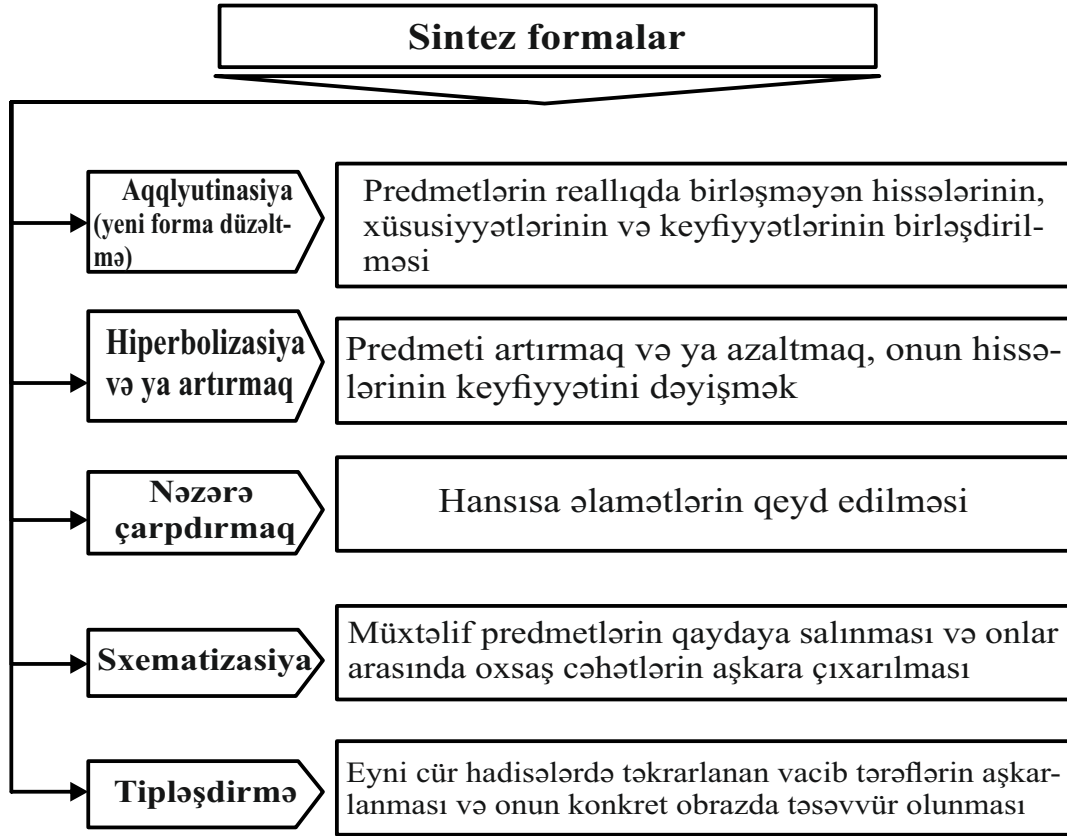 Sintez formalar
Aqqlyutinasiya
(yeni forma düzəlt-
mə)
Predmetlərin reallıqda birləşməyən hissələrinin,
xüsusiyyətlərinin və keyfiyyətlərinin birləşdiril-
məsi
Hiperbolizasiya
və ya artırmaq
Predmeti artırmaq və ya azaltmaq, onun hissə-
lərinin keyfiyyətini dəyişmək
Nəzərə
çarpdırmaq
Hansısa əlamətlərin qeyd edilməsi
Sxematizasiya
Müxtəlif predmetlərin qaydaya salınması və onlar
arasında oxsaş cəhətlərin aşkara çıxarılması
Tipləşdirmə
Eyni cür hadisələrdə təkrarlanan vacib tərəflərin aşkar-
lanması və onun konkret obrazda təsəvvür olunması